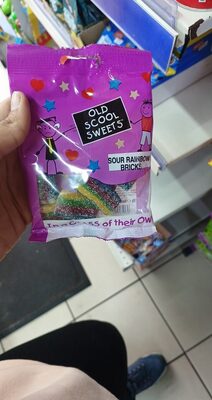 OLD
SCOOL
SWEETS
SOUR RAINBOW
BRICKS
In a Class of their Own